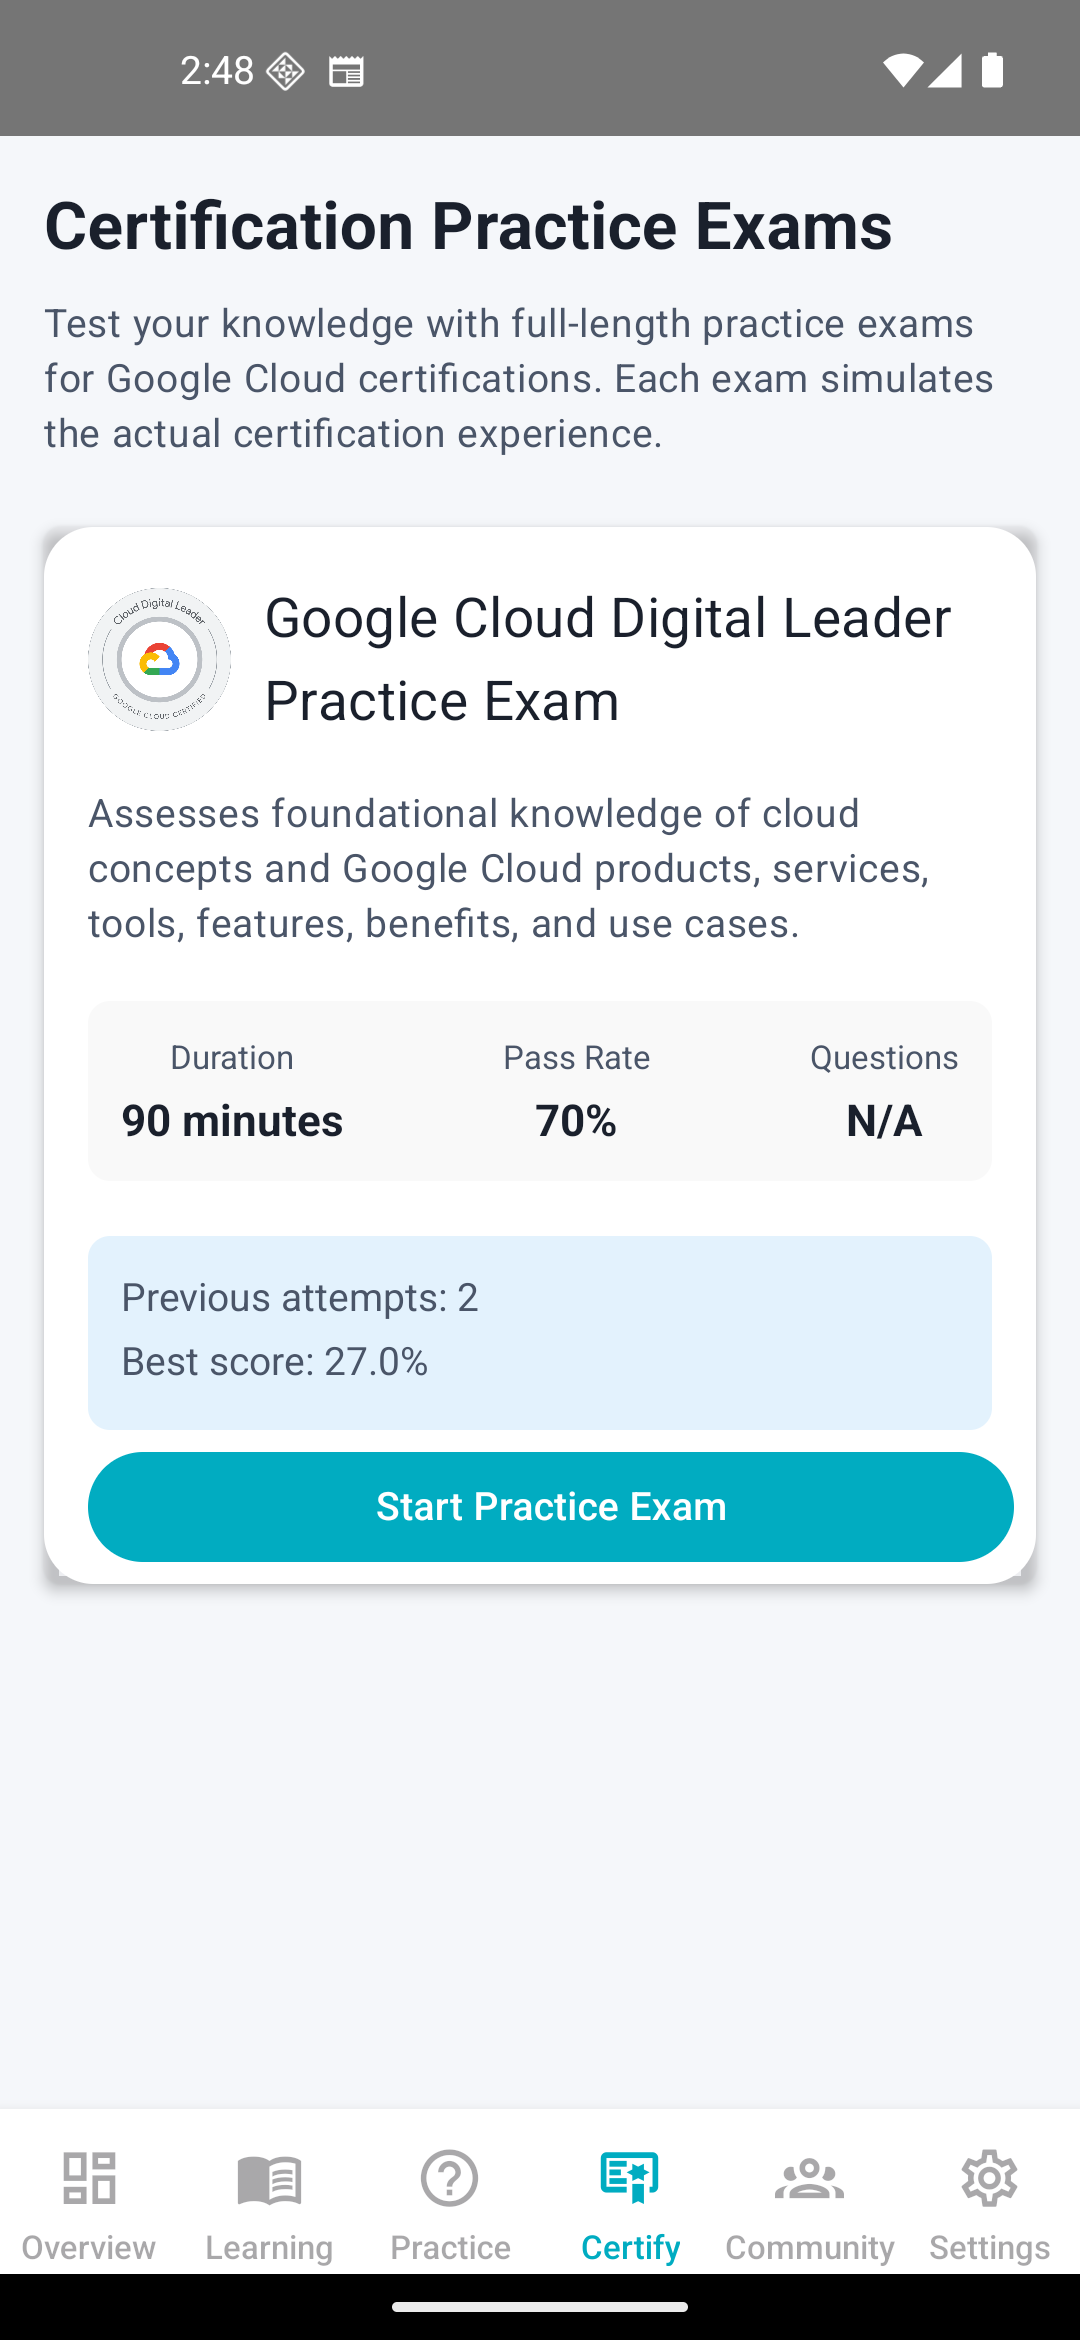 2:48
Certification Practice Exams
Test your knowledge with full-length practice exams
for Google Cloud certifications. Each exam simulates
the actual certification experience.
Cloud Digital Leader
GOOGLE CLOUD CERTIFIED
Google Cloud Digital Leader
Practice Exam
Assesses foundational knowledge of cloud
concepts and Google Cloud products, services,
tools, features, benefits, and use cases.
Duration Pass Rate Questions
90 minutes 70% N/A
Previous attempts: 2
Best score: 27.0%
Start Practice Exam
Overview Learning Practice Certify Community Settings